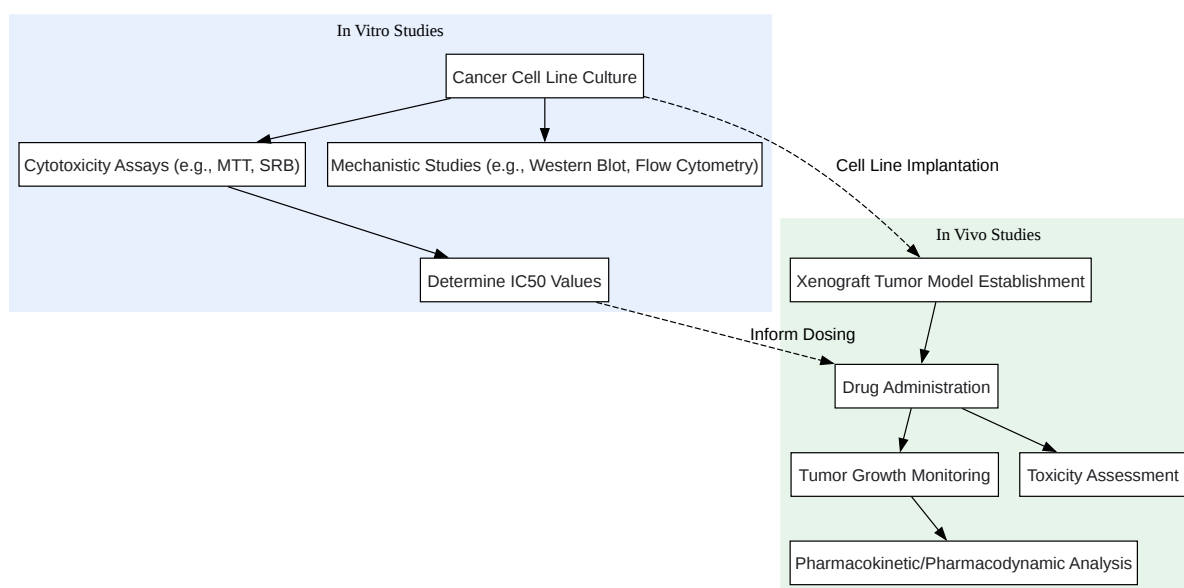 In Vitro Studies
Cancer Cell Line Culture
Cytotoxicity Assays (e.g., MTT, SRB)
Mechanistic Studies (e.g., Western Blot, Flow Cytometry)
Cell Line Implantation
In Vivo Studies
Determine IC50 Values
Xenograft Tumor Model Establishment
Inform Dosing
Drug Administration
Tumor Growth Monitoring
Toxicity Assessment
Pharmacokinetic/Pharmacodynamic Analysis